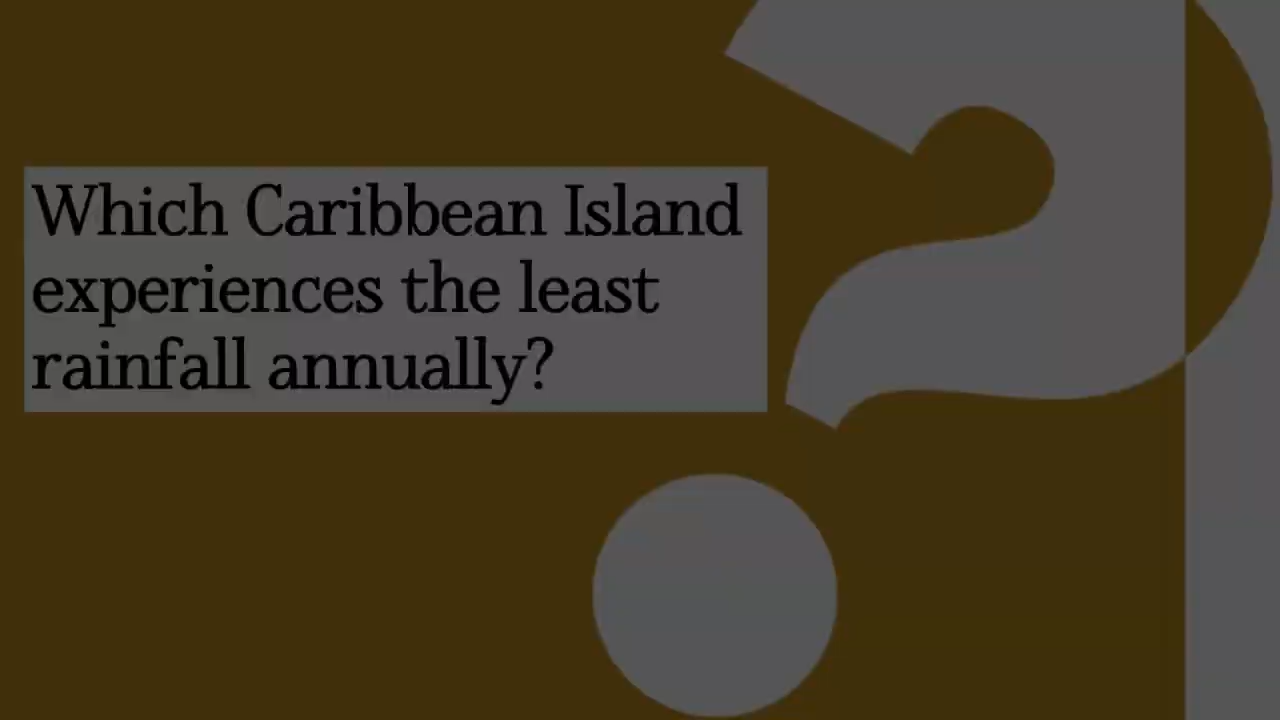 Which Caribbean Island
experiences the least
rainfall annually?